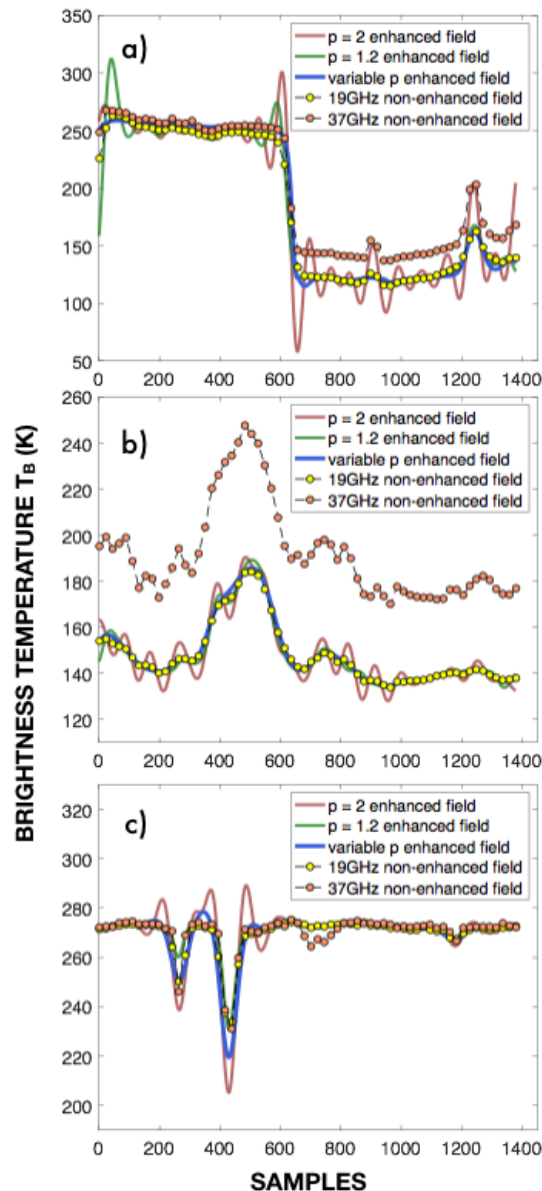 a)
p = 2 enhanced field
p = 1.2 enhanced field
variable p enhanced field
19GHz non-enhanced field
37GHz non-enhanced field
350
300
250
200
150
100
50
0 200 400 600 800 1000 1200 1400
BRIGHTNESS TEMPERATURE T_B (K)
b)
p = 2 enhanced field
p = 1.2 enhanced field
variable p enhanced field
19GHz non-enhanced field
37GHz non-enhanced field
260
240
220
200
180
160
140
120
0 200 400 600 800 1000 1200 1400
c)
p = 2 enhanced field
p = 1.2 enhanced field
variable p enhanced field
19GHz non-enhanced field
37GHz non-enhanced field
320
300
280
260
240
220
200
0 200 400 600 800 1000 1200 1400
SAMPLES